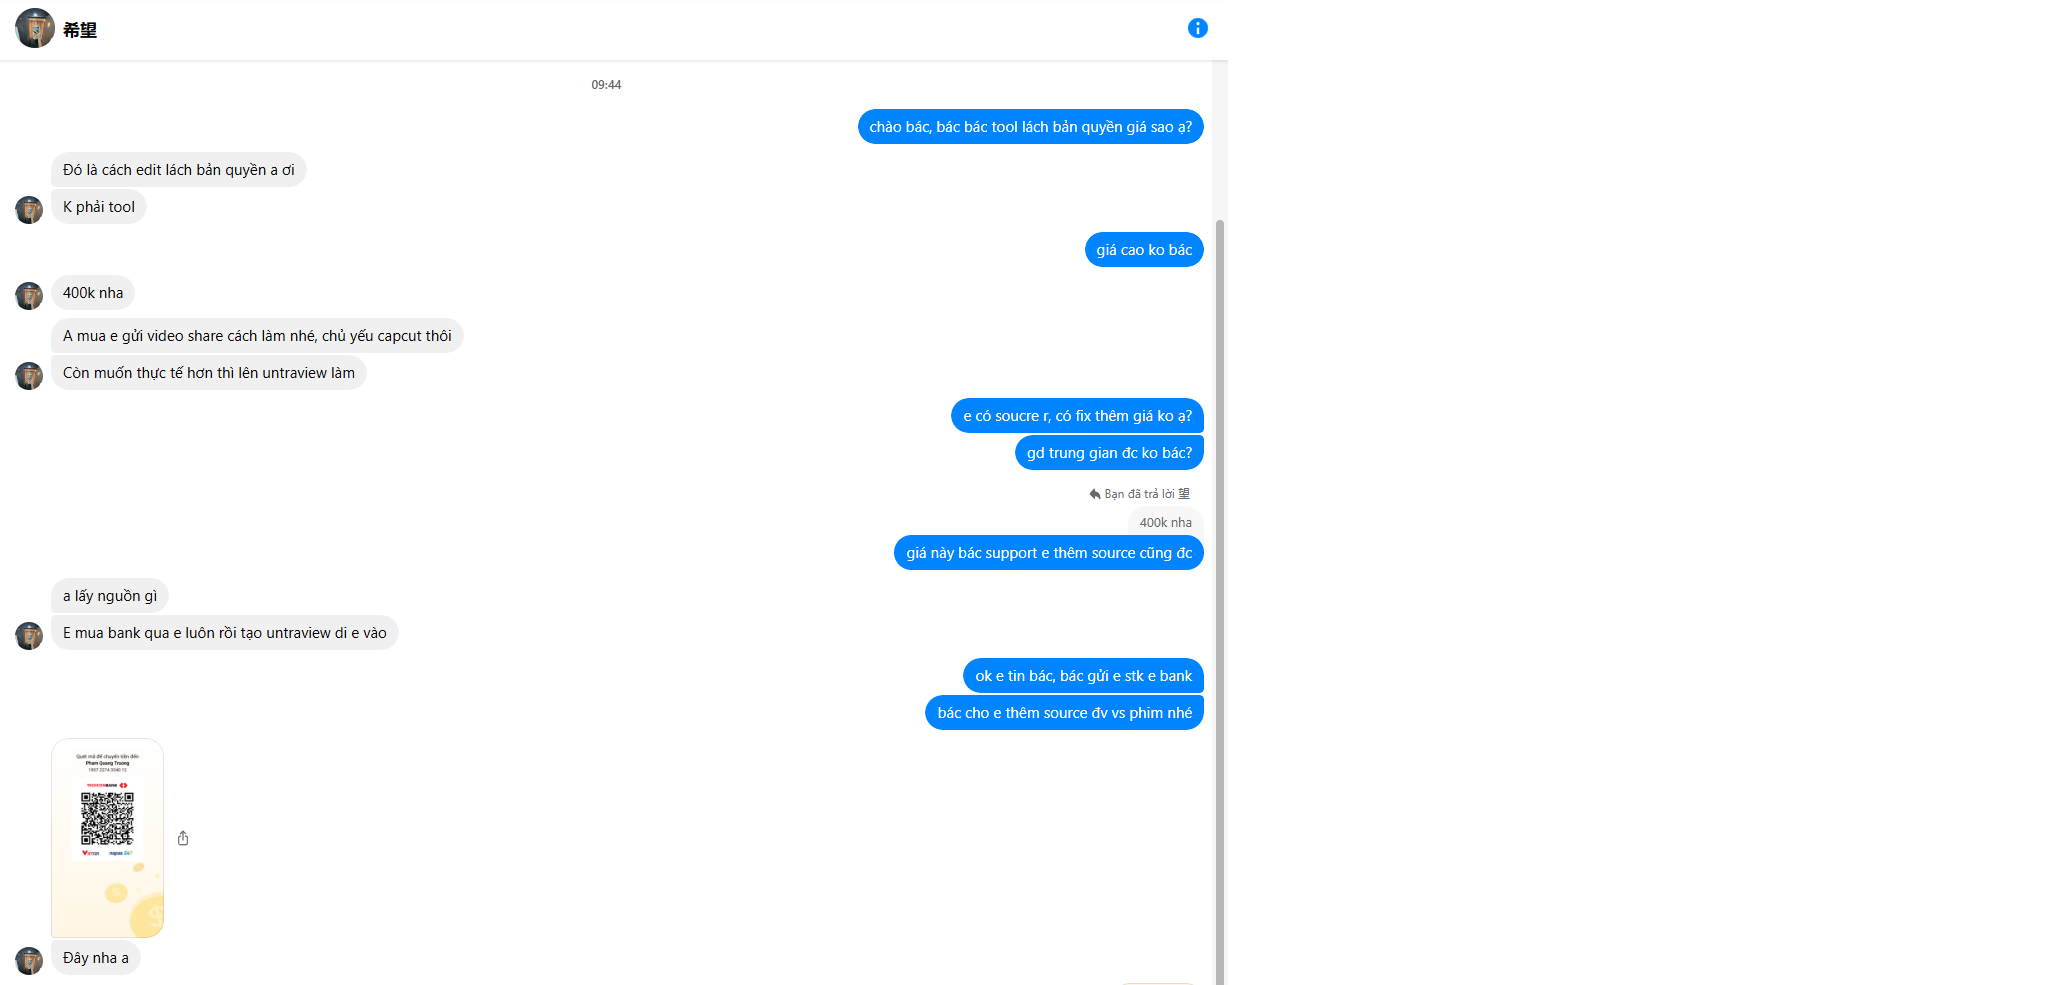 希望
09:44
chào bác, bác bác tool lách bản quyền giá sao ạ?
Đó là cách edit lách bản quyền a ơi
K phải tool
giá cao ko bác
400k nha
A mua e gửi video share cách làm nhé, chủ yếu capcut thôi
Còn muốn thực tế hơn thì lên untraview làm
e có soucre r, có fix thêm giá ko ạ?
gd trung gian đc ko bác?
Bạn đã trả lời 望
400k nha
giá này bác support e thêm source cũng đc
a lấy nguồn gì
E mua bank qua e luôn rồi tạo untraview di e vào
ok e tin bác, bác gửi e stk e bank
bác cho e thêm source đv vs phim nhé
Quét mã để chuyển tiền đến
Pham Quang Truong
TECHCOMBANK
VIETQR
napas 247
Đây nha a